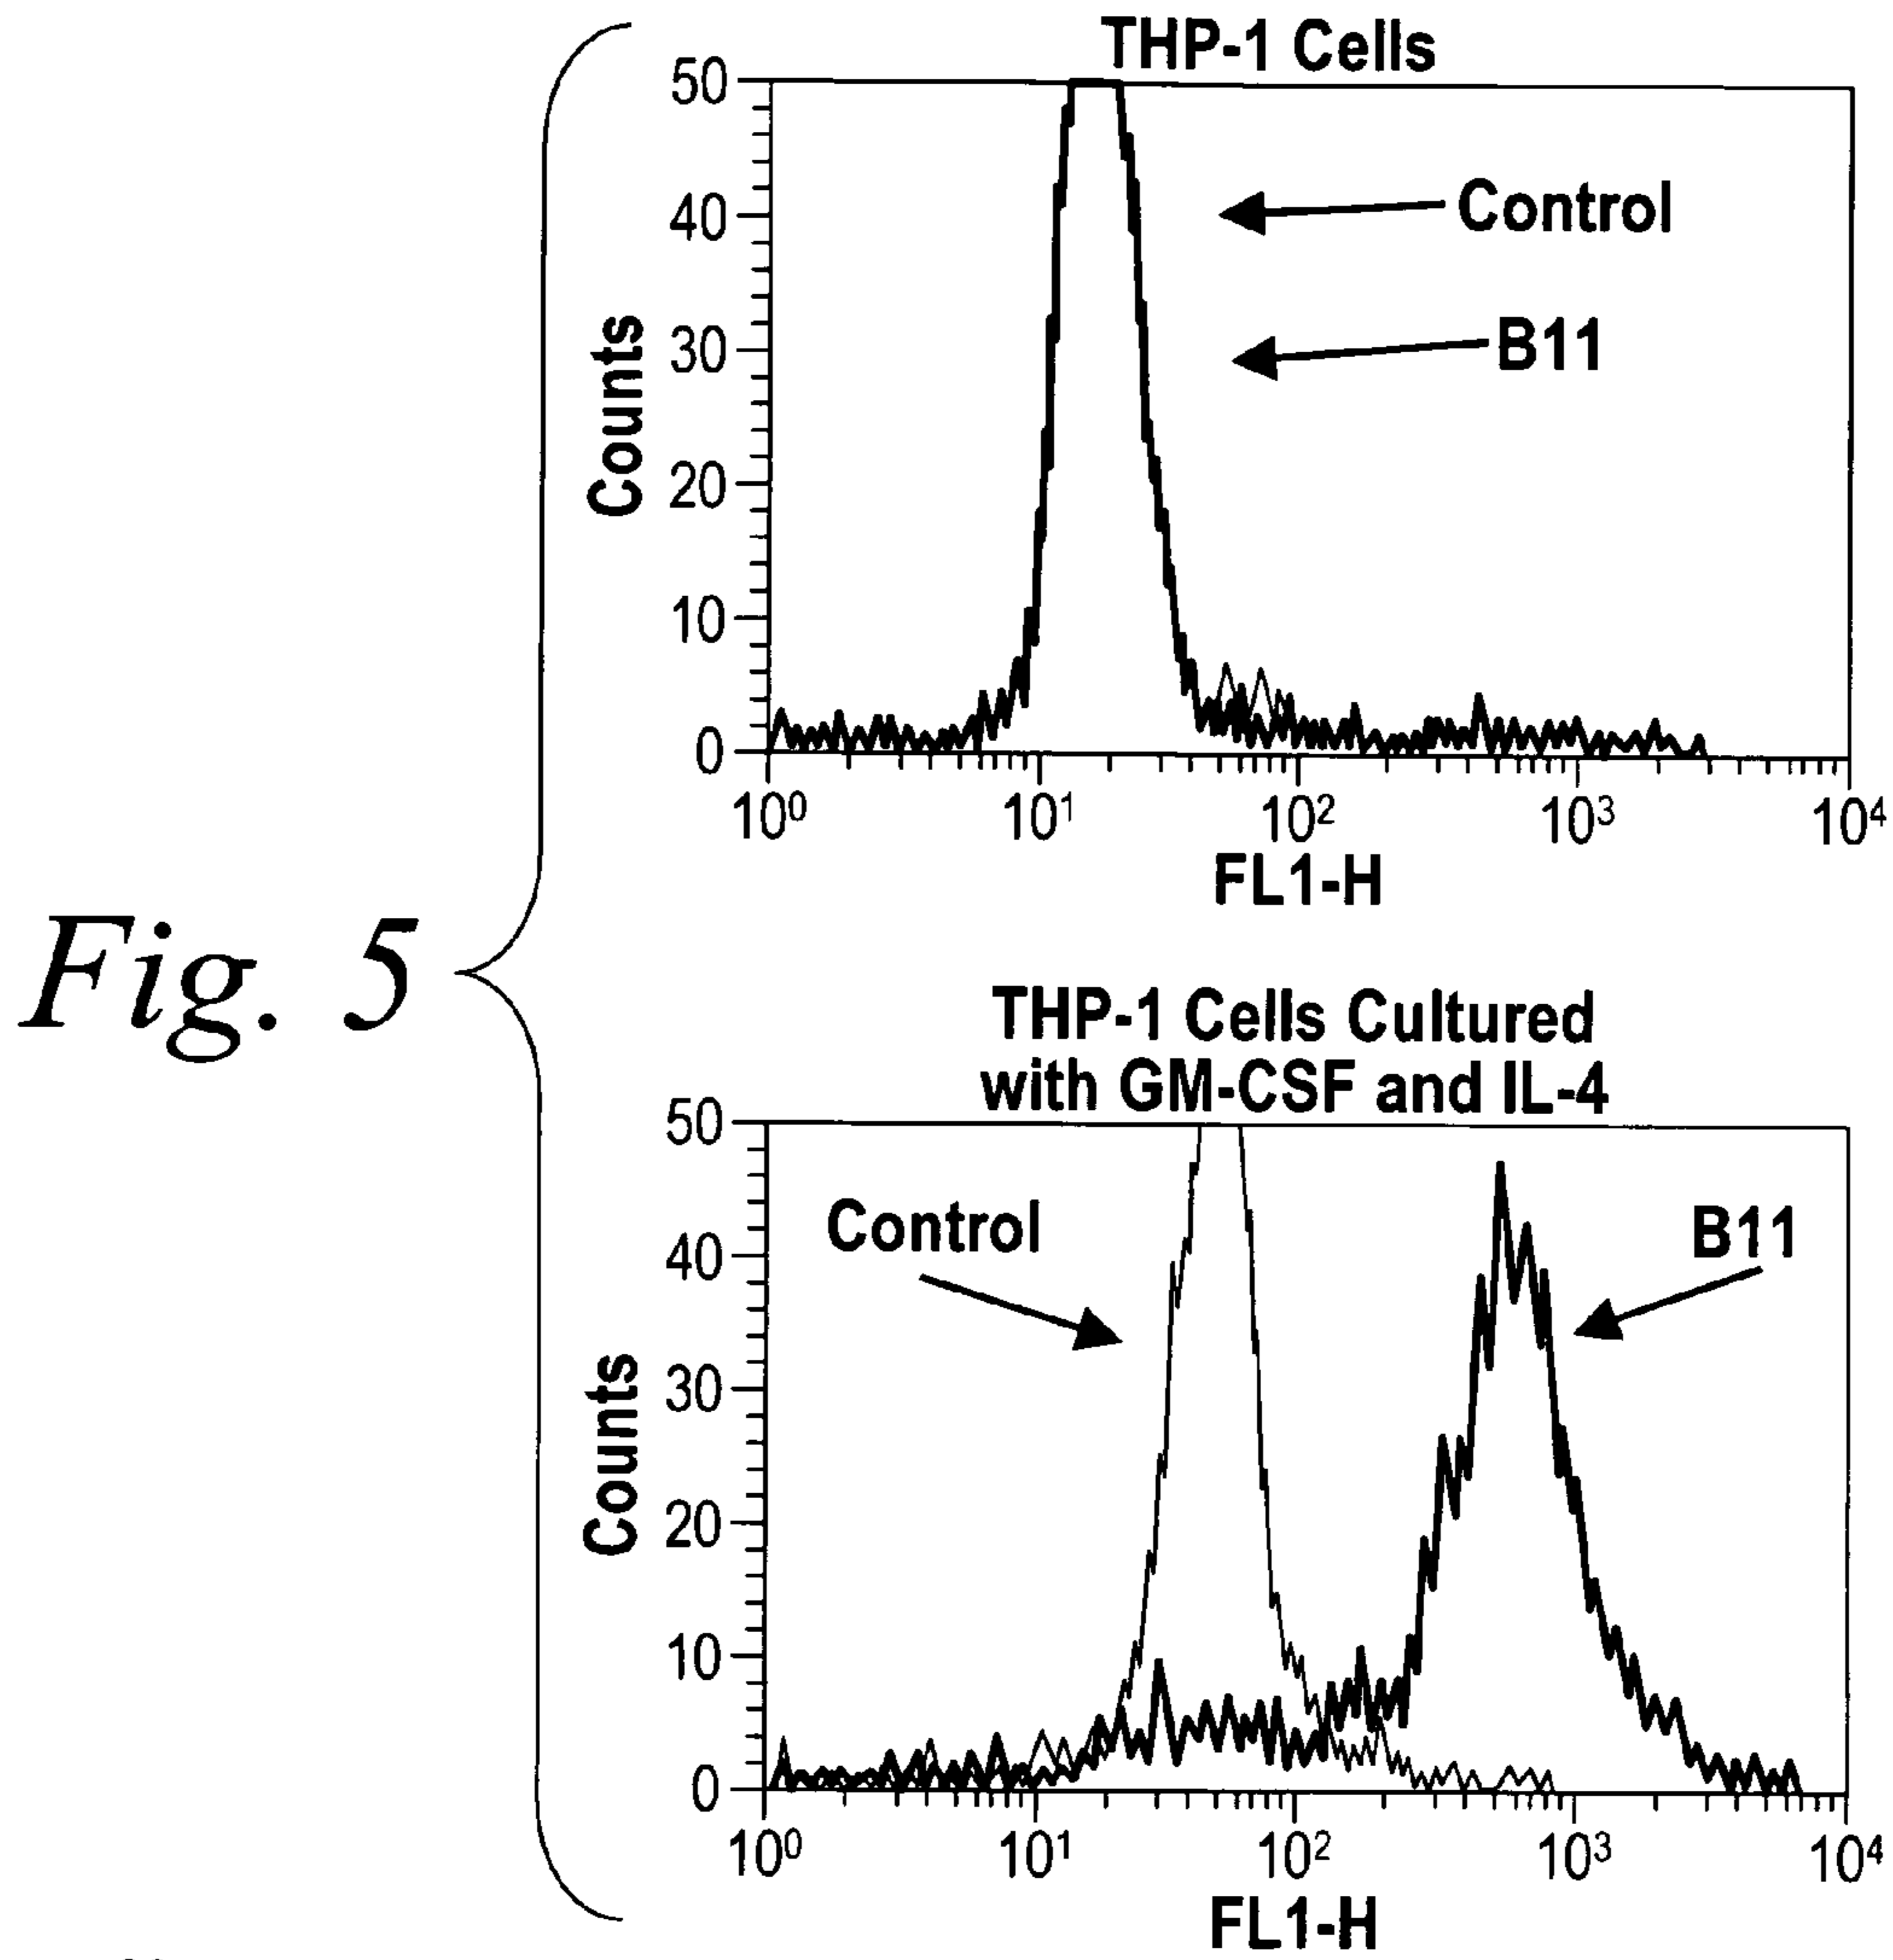 Fig. 5
THP-1 Cells
50
40
30
20
10
0
Counts
Control
B11
10⁰ 10¹ 10² 10³ 10⁴
FL1-H
THP-1 Cells Cultured
with GM-CSF and IL-4
50
40
30
20
10
0
Counts
Control
B11
10⁰ 10¹ 10² 10³ 10⁴
FL1-H